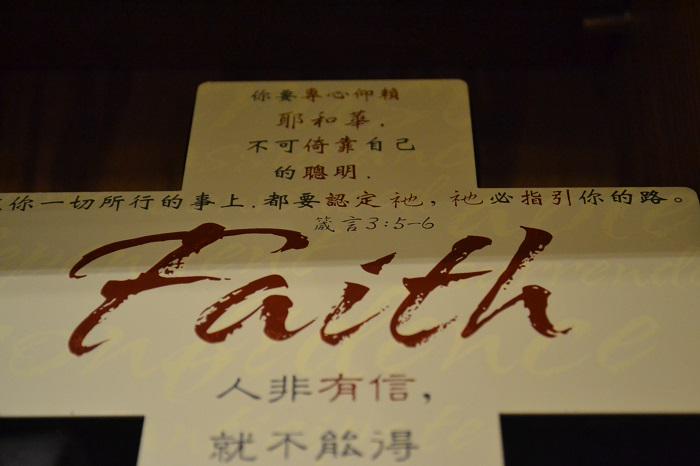 你要專心仰賴
耶和華.
不可倚靠自己
的聰明.
你一切所行的事上.都要認定祂，祂必指引你的路。
箴言3:5-6
Faith
人非有信，
就不能得